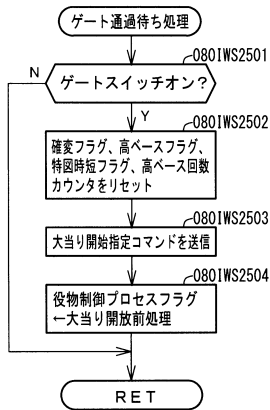 ゲート通過待ち処理
080IWS2501
N
ゲートスイッチオン?
Y
080IWS2502
確変フラグ、高ベースフラグ、
特図時短フラグ、高ベース回数
カウンタをリセット
080IWS2503
大当り開始指定コマンドを送信
080IWS2504
役物制御プロセスフラグ
←大当り開放前処理
RET